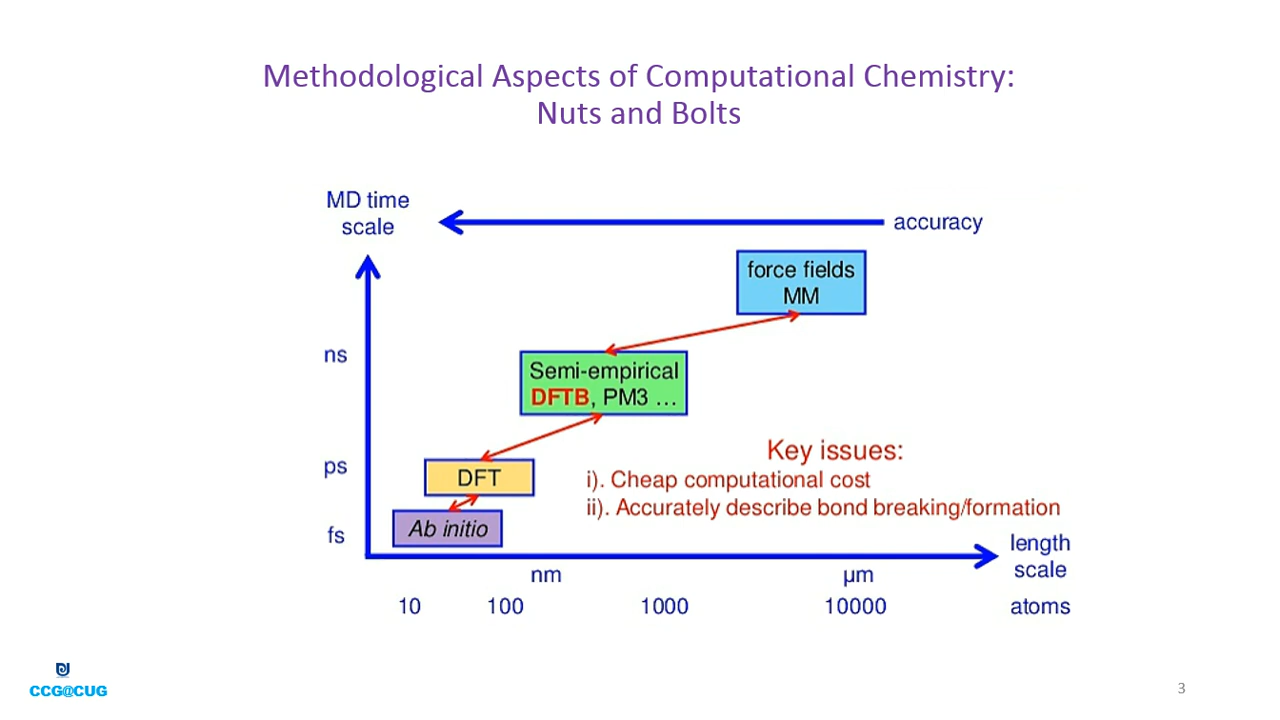 Methodological Aspects of Computational Chemistry:
Nuts and Bolts
MD time
scale
accuracy
force fields
MM
ns
Semi-empirical
DFTB, PM3 ...
Key issues:
ps
DFT
i). Cheap computational cost
ii). Accurately describe bond breaking/formation
fs
Ab initio
length
scale
nm
µm
10
100
1000
10000
atoms
CCG@CUG
3